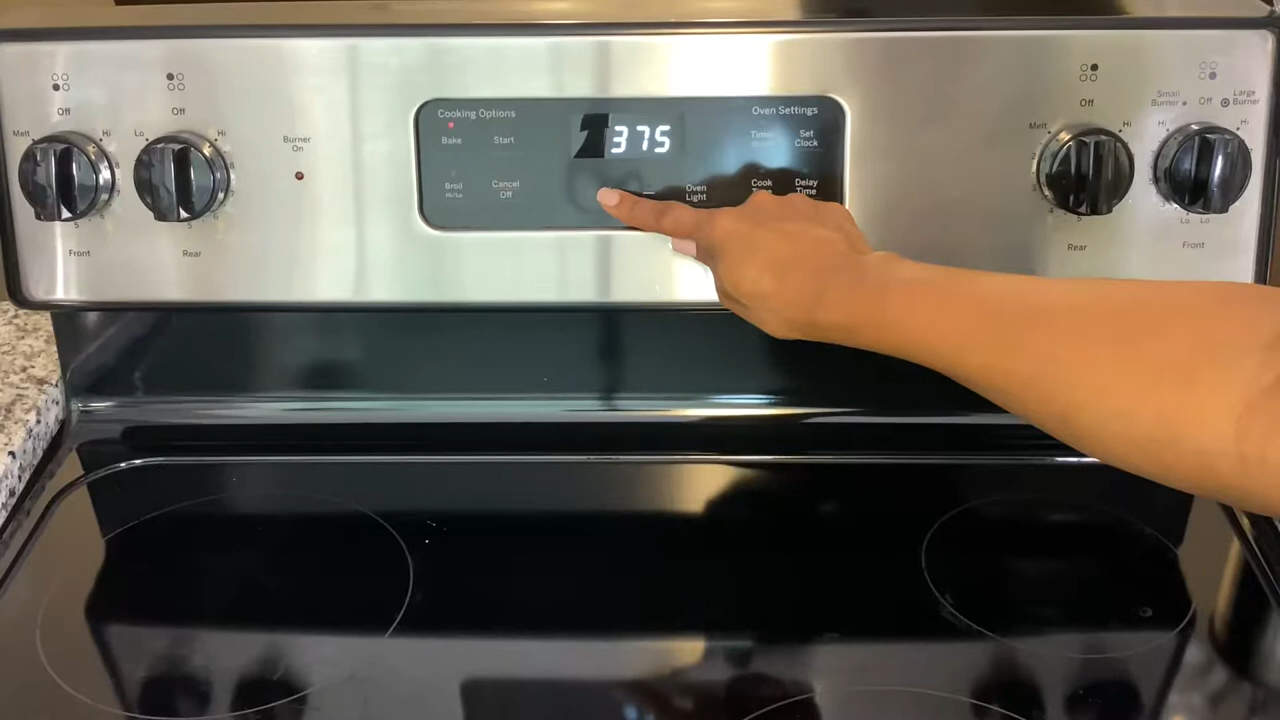 Cooking Options
Bake
Start
Broil
Hi/Lo
Cancel
Off
375
Oven
Light
Oven Settings
Set
Clock
Cook
Delay
Time
Off
Melt
Hi
5
Front
Off
Lo
Hi
5
Rear
Burner
On
Off
Melt
Hi
Rear
Small
Burner
Off
Large
Burner
Hi
Hi
Lo
Lo
Front